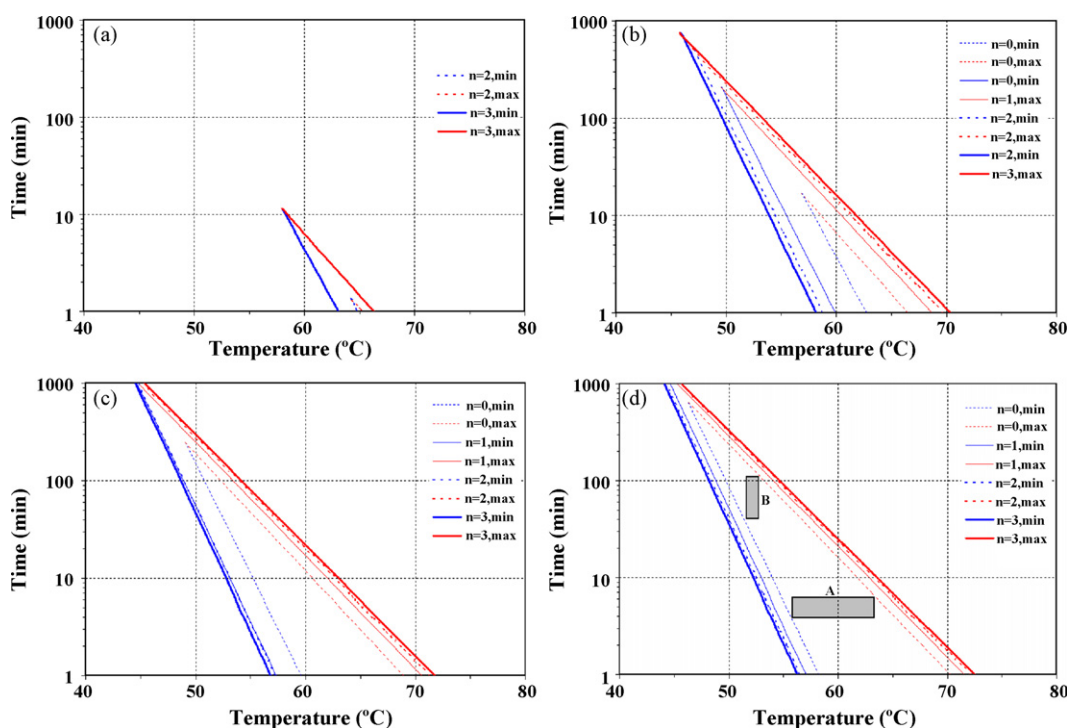 (a)
1000
100
10
1
Time (min)
40
50
60
70
80
Temperature (ºC)
n=2,min
n=2,max
n=3,min
n=3,max
(b)
1000
100
10
1
Time (min)
40
50
60
70
80
Temperature (ºC)
n=0,min
n=0,max
n=0,min
n=1,max
n=2,min
n=2,max
n=2,min
n=3,max
(c)
1000
100
10
1
Time (min)
40
50
60
70
80
Temperature (ºC)
n=0,min
n=0,max
n=1,min
n=1,max
n=2,min
n=2,max
n=3,min
n=3,max
(d)
1000
100
10
1
Time (min)
40
50
60
70
80
Temperature (ºC)
n=0,min
n=0,max
n=1,min
n=1,max
n=2,min
n=2,max
n=3,min
n=3,max
B
A